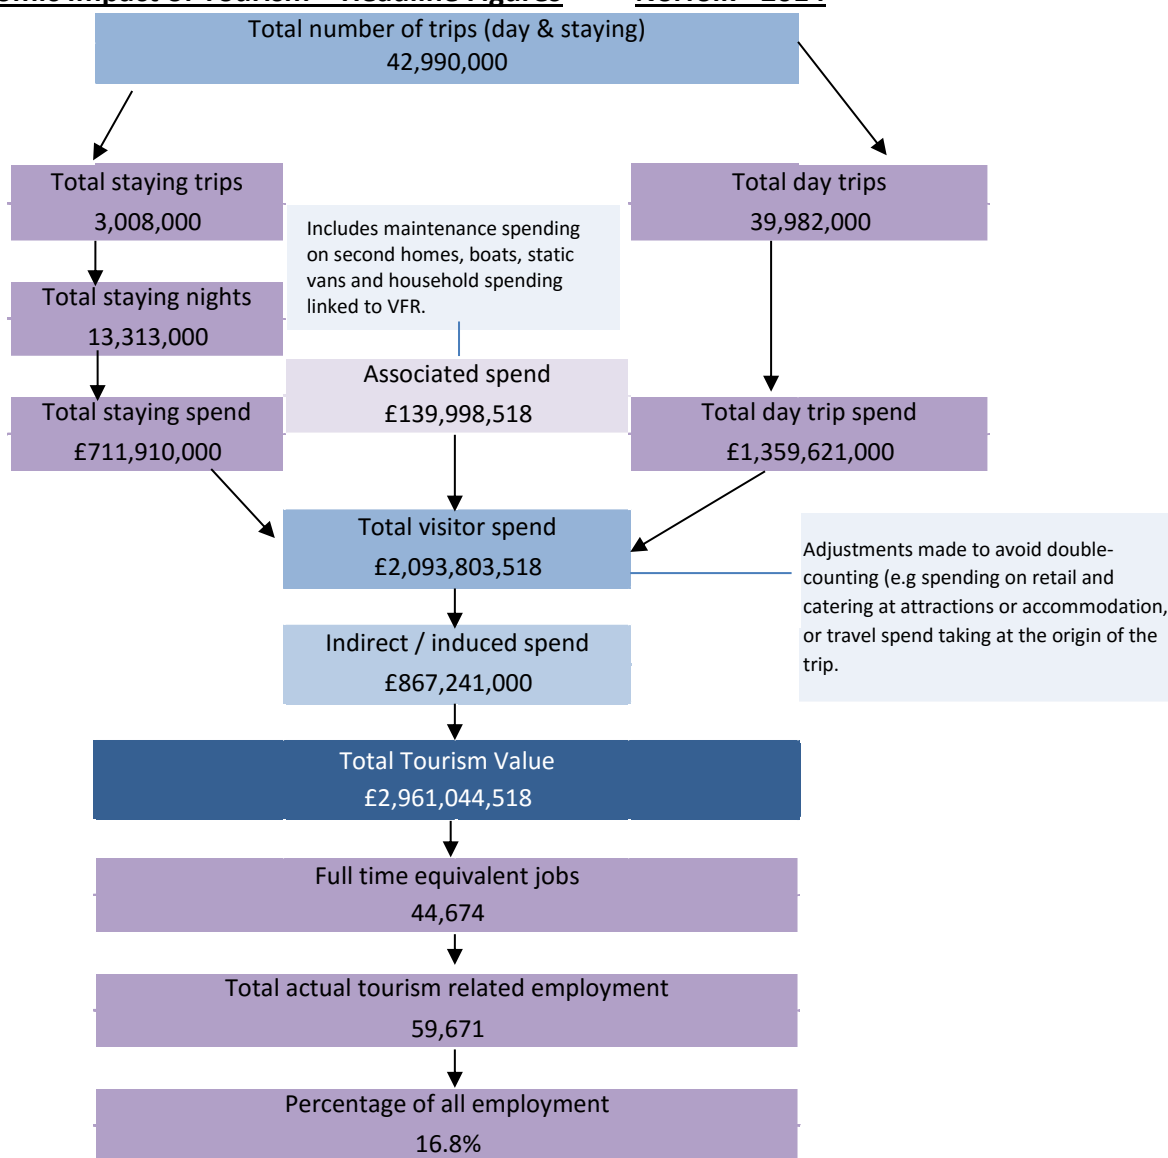 Impact of Tourism – Headline Figures
Total number of trips (day & staying)
42,990,000
Total staying trips
3,008,000
Total day trips
39,982,000
Includes maintenance spending
on second homes, boats, static
vans and household spending
linked to VFR.
Total staying nights
13,313,000
Associated spend
£139,998,518
Total staying spend
£711,910,000
Total day trip spend
£1,359,621,000
Total visitor spend
£2,093,803,518
Adjustments made to avoid double-
counting (e.g spending on retail and
catering at attractions or accommodation,
or travel spend taking at the origin of the
trip.
Indirect / induced spend
£867,241,000
Total Tourism Value
£2,961,044,518
Full time equivalent jobs
44,674
Total actual tourism related employment
59,671
Percentage of all employment
16.8%